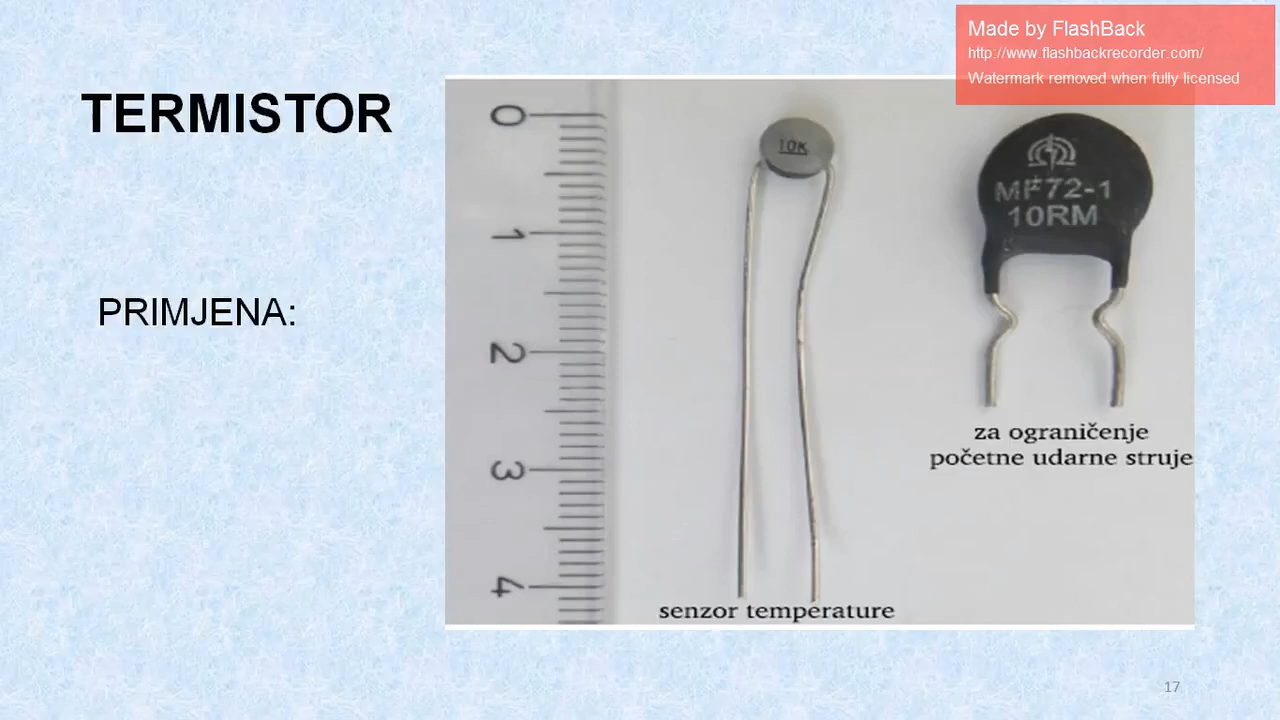 Made by FlashBack
http://www.flashbackrecorder.com/
Watermark removed when fully licensed
TERMISTOR
PRIMJENA:
0
1
2
3
4
10K
MF72-1
10RM
za ograničenje
početne udarne struje
senzor temperature
17